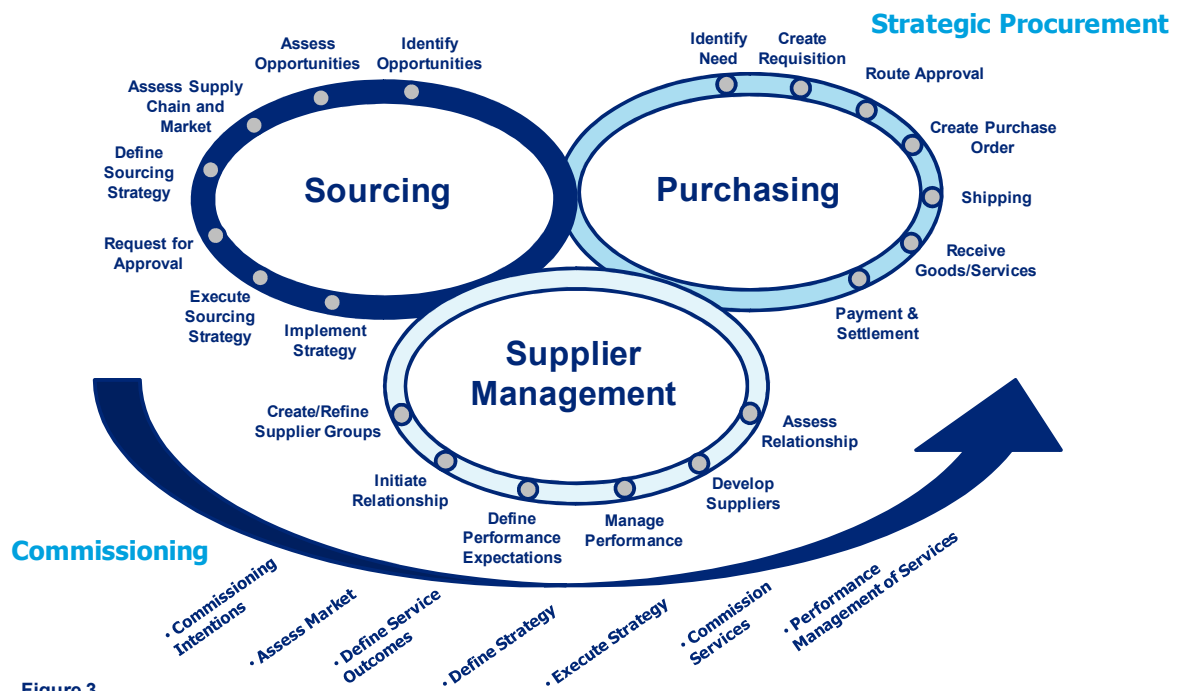 Strategic Procurement
Assess
Opportunities
Identify
Opportunities
Assess Supply
Chain and
Market
Define
Sourcing
Strategy
Request for
Approval
Execute
Sourcing
Strategy
Implement
Strategy
Sourcing
Identify
Need
Create
Requisition
Route Approval
Create Purchase
Order
Shipping
Receive
Goods/Services
Payment &
Settlement
Purchasing
Supplier
Management
Create/Refine
Supplier Groups
Initiate
Relationship
Define
Performance
Expectations
Manage
Performance
Develop
Suppliers
Assess
Relationship
Commissioning
• Commissioning
Intentions
• Assess Market
• Define Service
Outcomes
• Define Strategy
• Execute Strategy
• Commission
Services
• Performance
Management of Services
Figure 3